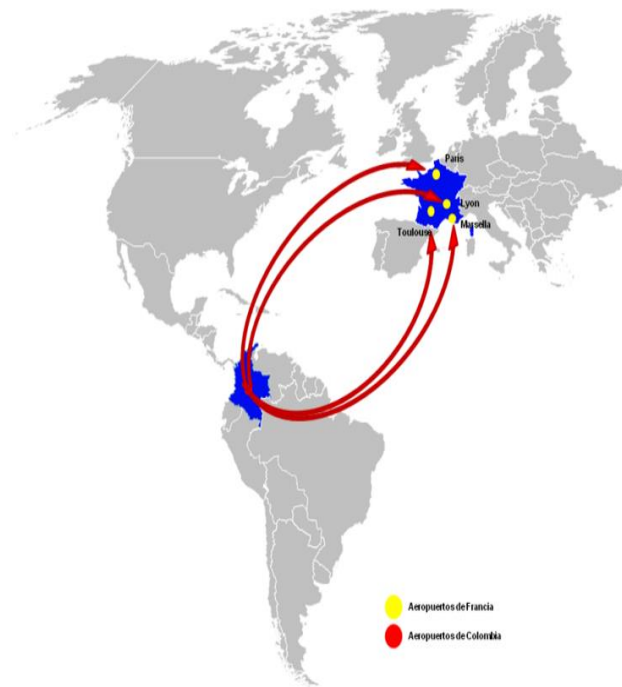 Paris
Lyon
Marsella
Toulouse
Aeropuertos de Francia
Aeropuertos de Colombia